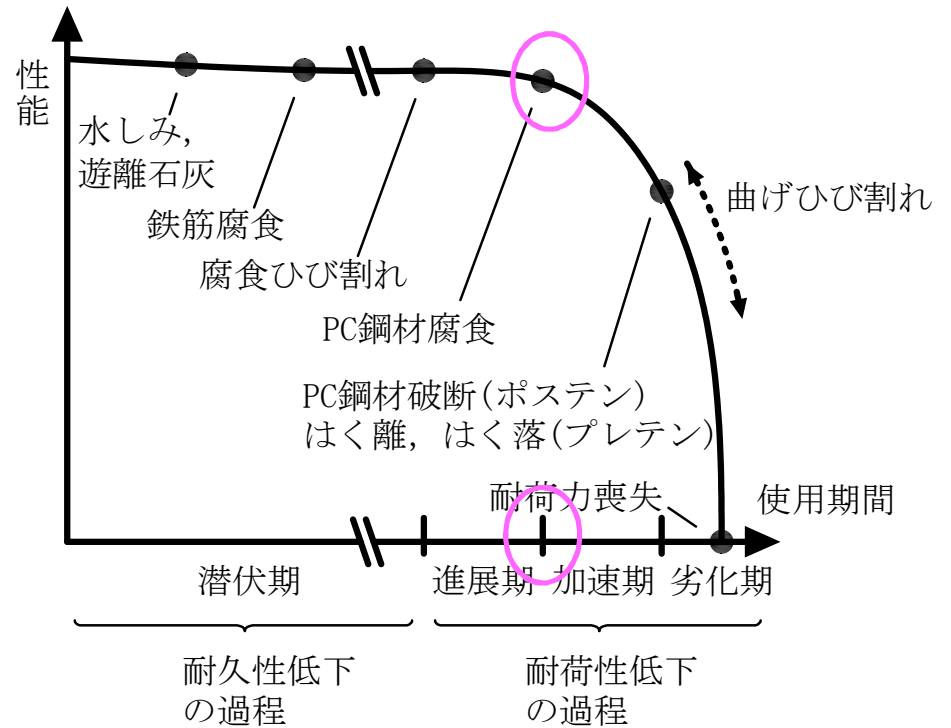 性能
水しみ，
遊離石灰
鉄筋腐食
腐食ひび割れ
PC鋼材腐食
曲げひび割れ
PC鋼材破断(ポステン)
はく離，はく落(プレテン)
耐荷力喪失
使用期間
潜伏期
進展期
加速期
劣化期
耐久性低下
の過程
耐荷性低下
の過程